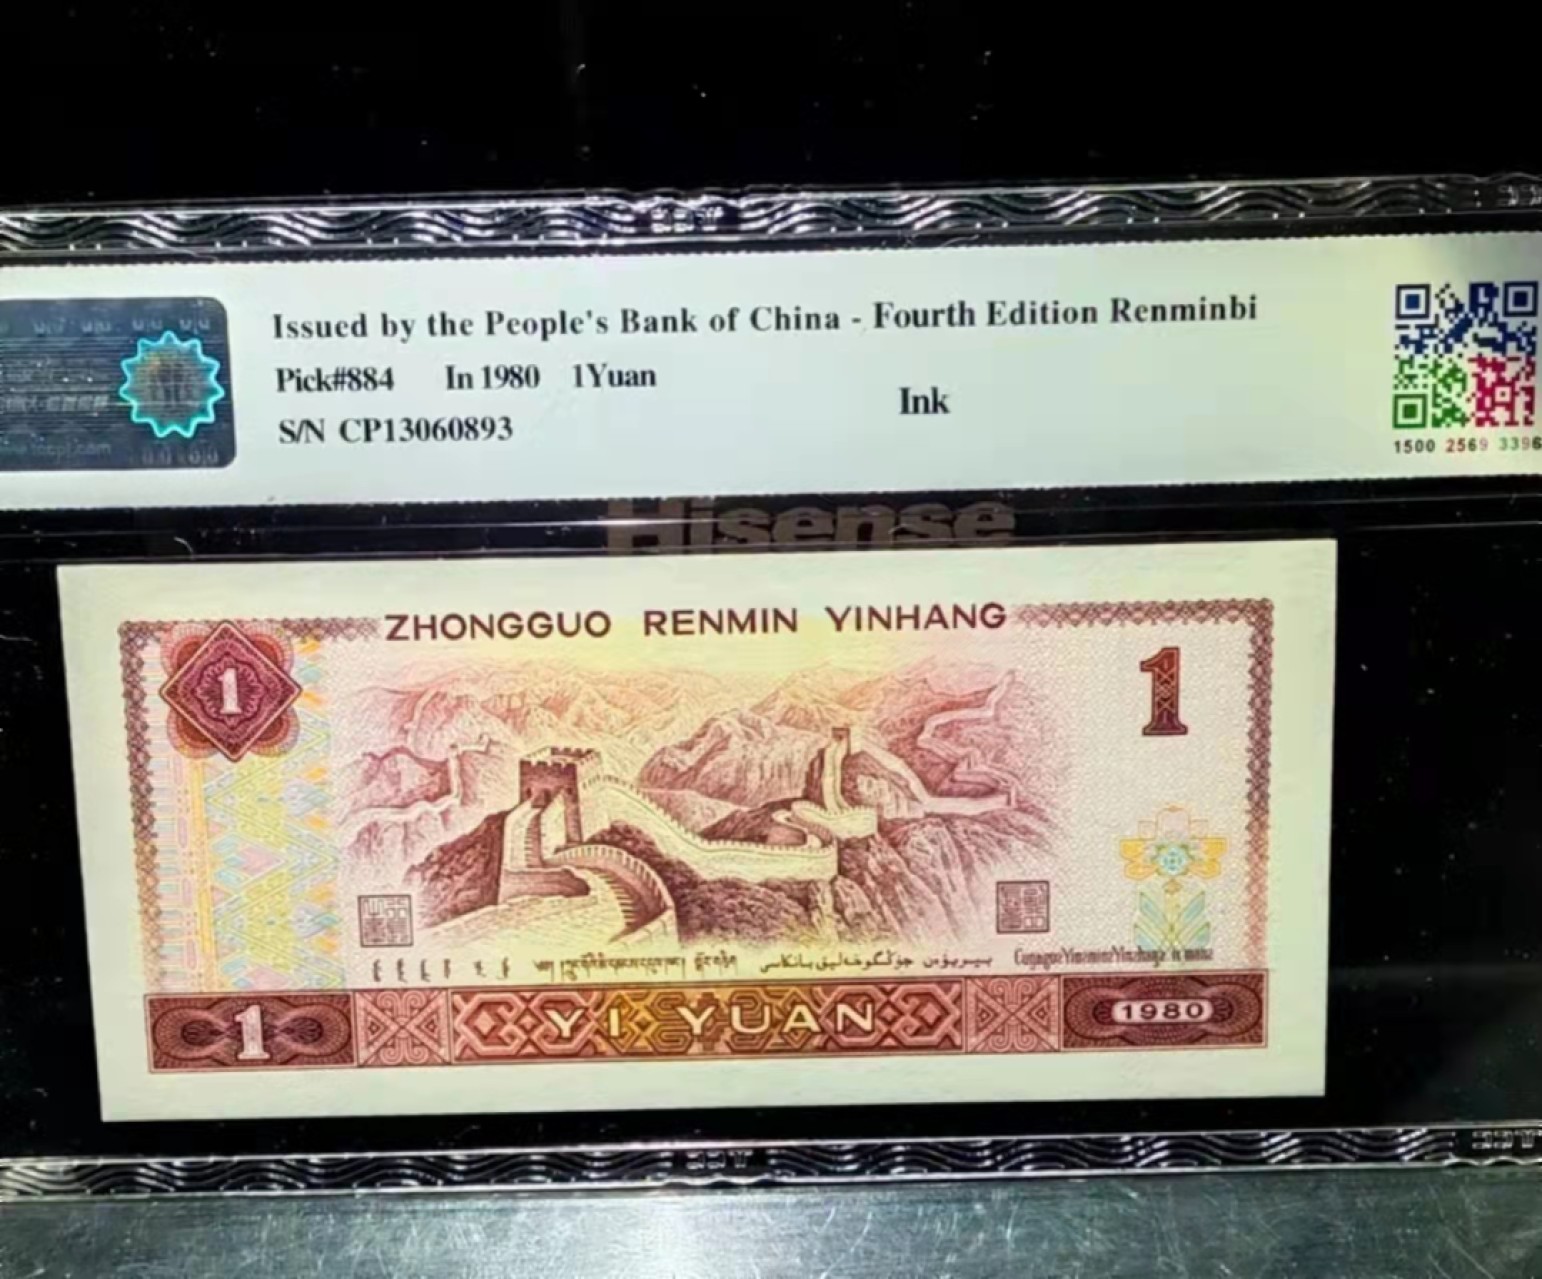 Issued by the People's Bank of China - Fourth Edition Renminbi
Pick#884 In 1980 1Yuan
Ink
S/N CP13060893
1500 2569 3396
Hisense
ZHONGGUO RENMIN YINHANG
1
1
1
YI YUAN
1980